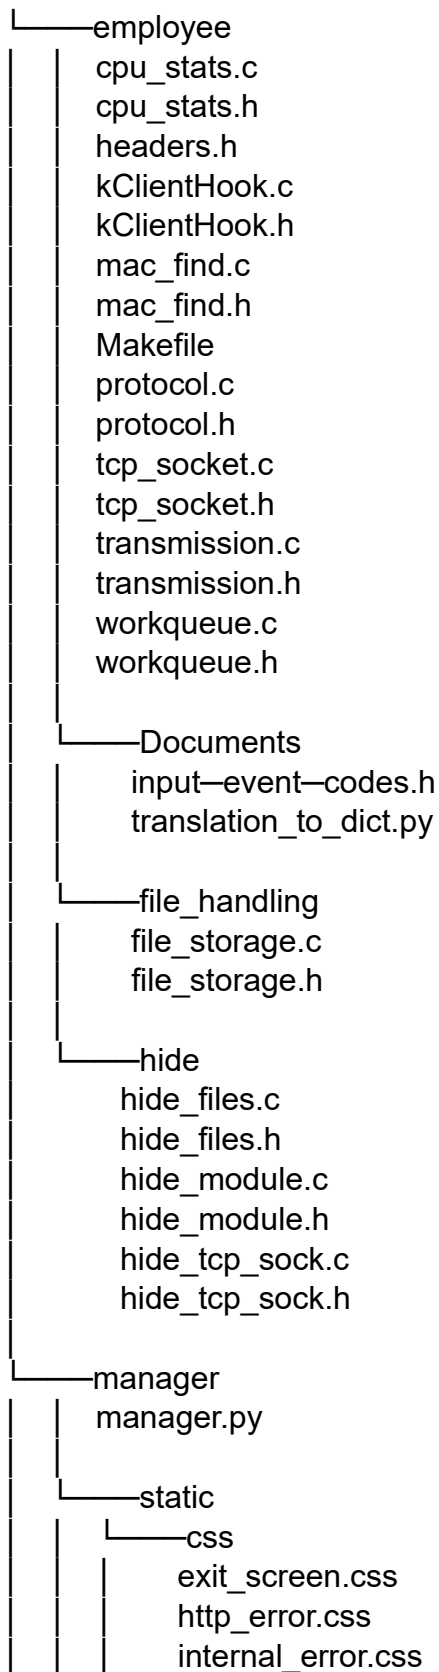 employee
cpu_stats.c
cpu_stats.h
headers.h
kClientHook.c
kClientHook.h
mac_find.c
mac_find.h
Makefile
protocol.c
protocol.h
tcp_socket.c
tcp_socket.h
transmission.c
transmission.h
workqueue.c
workqueue.h
Documents
input─event─codes.h
translation_to_dict.py
file_handling
file_storage.c
file_storage.h
hide
hide_files.c
hide_files.h
hide_module.c
hide_module.h
hide_tcp_sock.c
hide_tcp_sock.h
manager
manager.py
static
css
exit_screen.css
http_error.css
internal_error.css